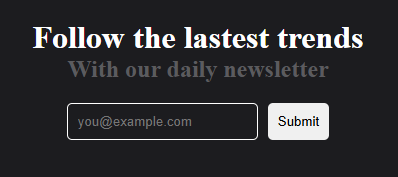 Follow the lastest trends
With our daily newsletter
you@example.com
Submit